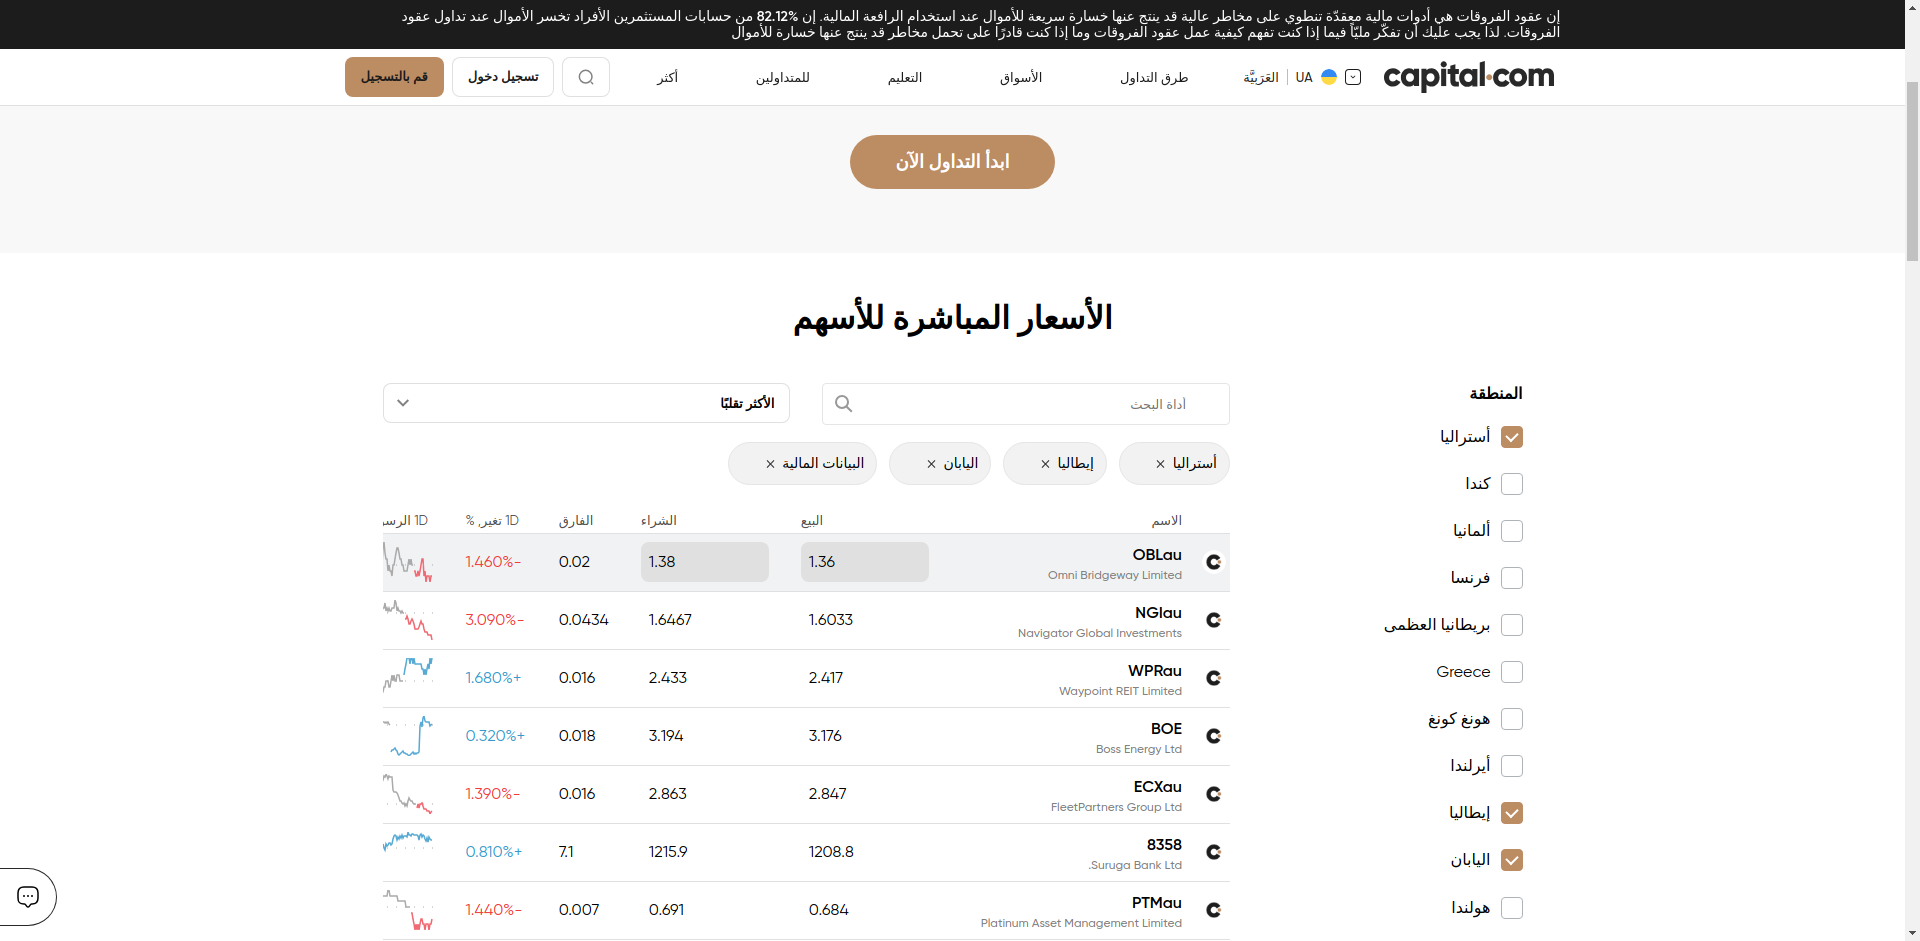 إن عقود الفروقات هي أدوات مالية معقدّة تنطوي على مخاطر عالية قد ينتج عنها خسارة سريعة للأموال عند استخدام الرافعة المالية. إن 82.12% من حسابات المستثمرين الأفراد تخسر الأموال عند تداول عقود
الفروقات. لذا يجب عليك أن تفكّر مليًّا فيما إذا كنت تفهم كيفية عمل عقود الفروقات وما إذا كنت قادرًا على تحمل مخاطر قد ينتج عنها خسارة للأموال
capital.com
UA العَرَبِيَّة
طرق التداول
الأسواق
التعليم
للمتداولين
أكثر
تسجيل دخول
قم بالتسجيل
ابدأ التداول الآن
الأسعار المباشرة للأسهم
المنطقة
أستراليا
كندا
ألمانيا
فرنسا
بريطانيا العظمى
Greece
هونغ كونغ
أيرلندا
إيطاليا
اليابان
هولندا
أداة البحث
الأكثر تقلبًا
أستراليا ×
إيطاليا ×
اليابان ×
البيانات المالية ×
الاسم البيع الشراء الفارق 1D تغير, % 1D
OBLau 1.36 1.38 0.02 1.460%-
Omni Bridgeway Limited
NGIau 1.6033 1.6467 0.0434 3.090%-
Navigator Global Investments
WPRau 2.417 2.433 0.016 1.680%+
Waypoint REIT Limited
BOE 3.176 3.194 0.018 0.320%+
Boss Energy Ltd
ECXau 2.847 2.863 0.016 1.390%-
FleetPartners Group Ltd
8358 1208.8 1215.9 7.1 0.810%+
.Suruga Bank Ltd
PTMau 0.684 0.691 0.007 1.440%-
Platinum Asset Management Limited